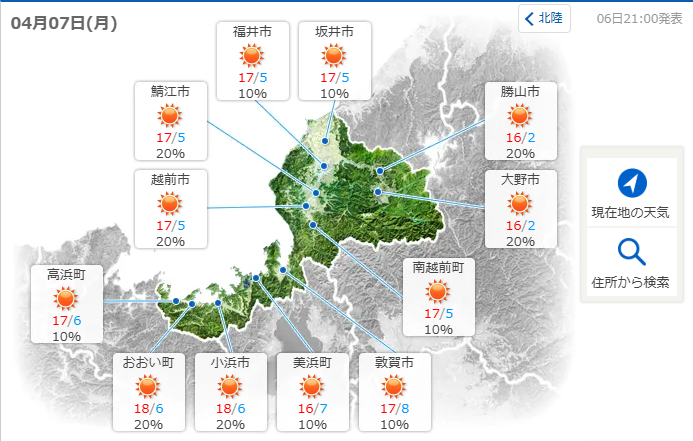 04月07日(月)
北陸
06日21:00発表
福井市
17/5
10%
坂井市
17/5
10%
鯖江市
17/5
20%
勝山市
16/2
20%
越前市
17/5
20%
大野市
16/2
20%
現在地の天気
住所から検索
高浜町
17/6
10%
南越前町
17/5
10%
おおい町
18/6
20%
小浜市
18/6
20%
美浜町
16/7
10%
敦賀市
17/8
10%